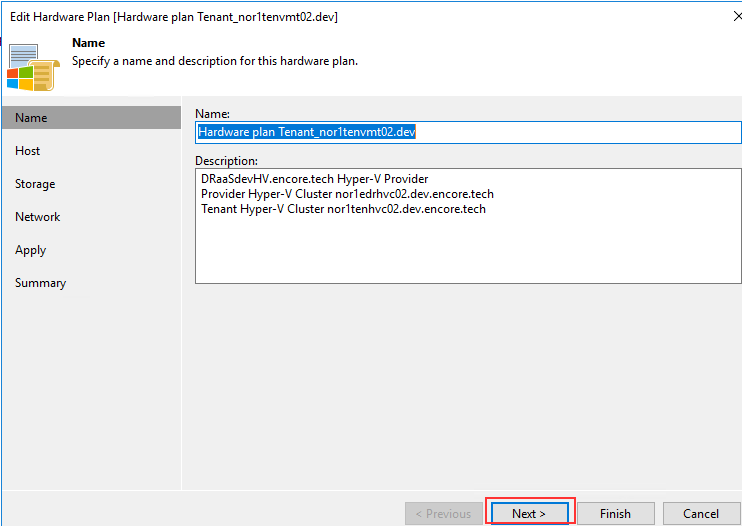 Edit Hardware Plan [Hardware plan Tenant_nor1tenvmt02.dev]
Name
Specify a name and description for this hardware plan.
Name
Host
Storage
Network
Apply
Summary
Name:
Hardware plan Tenant_nor1tenvmt02.dev
Description:
DRaaSdevHV.encore.tech Hyper-V Provider
Provider Hyper-V Cluster nor1edrhvc02.dev.encore.tech
Tenant Hyper-V Cluster nor1tenhvc02.dev.encore.tech
< Previous
Next >
Finish
Cancel